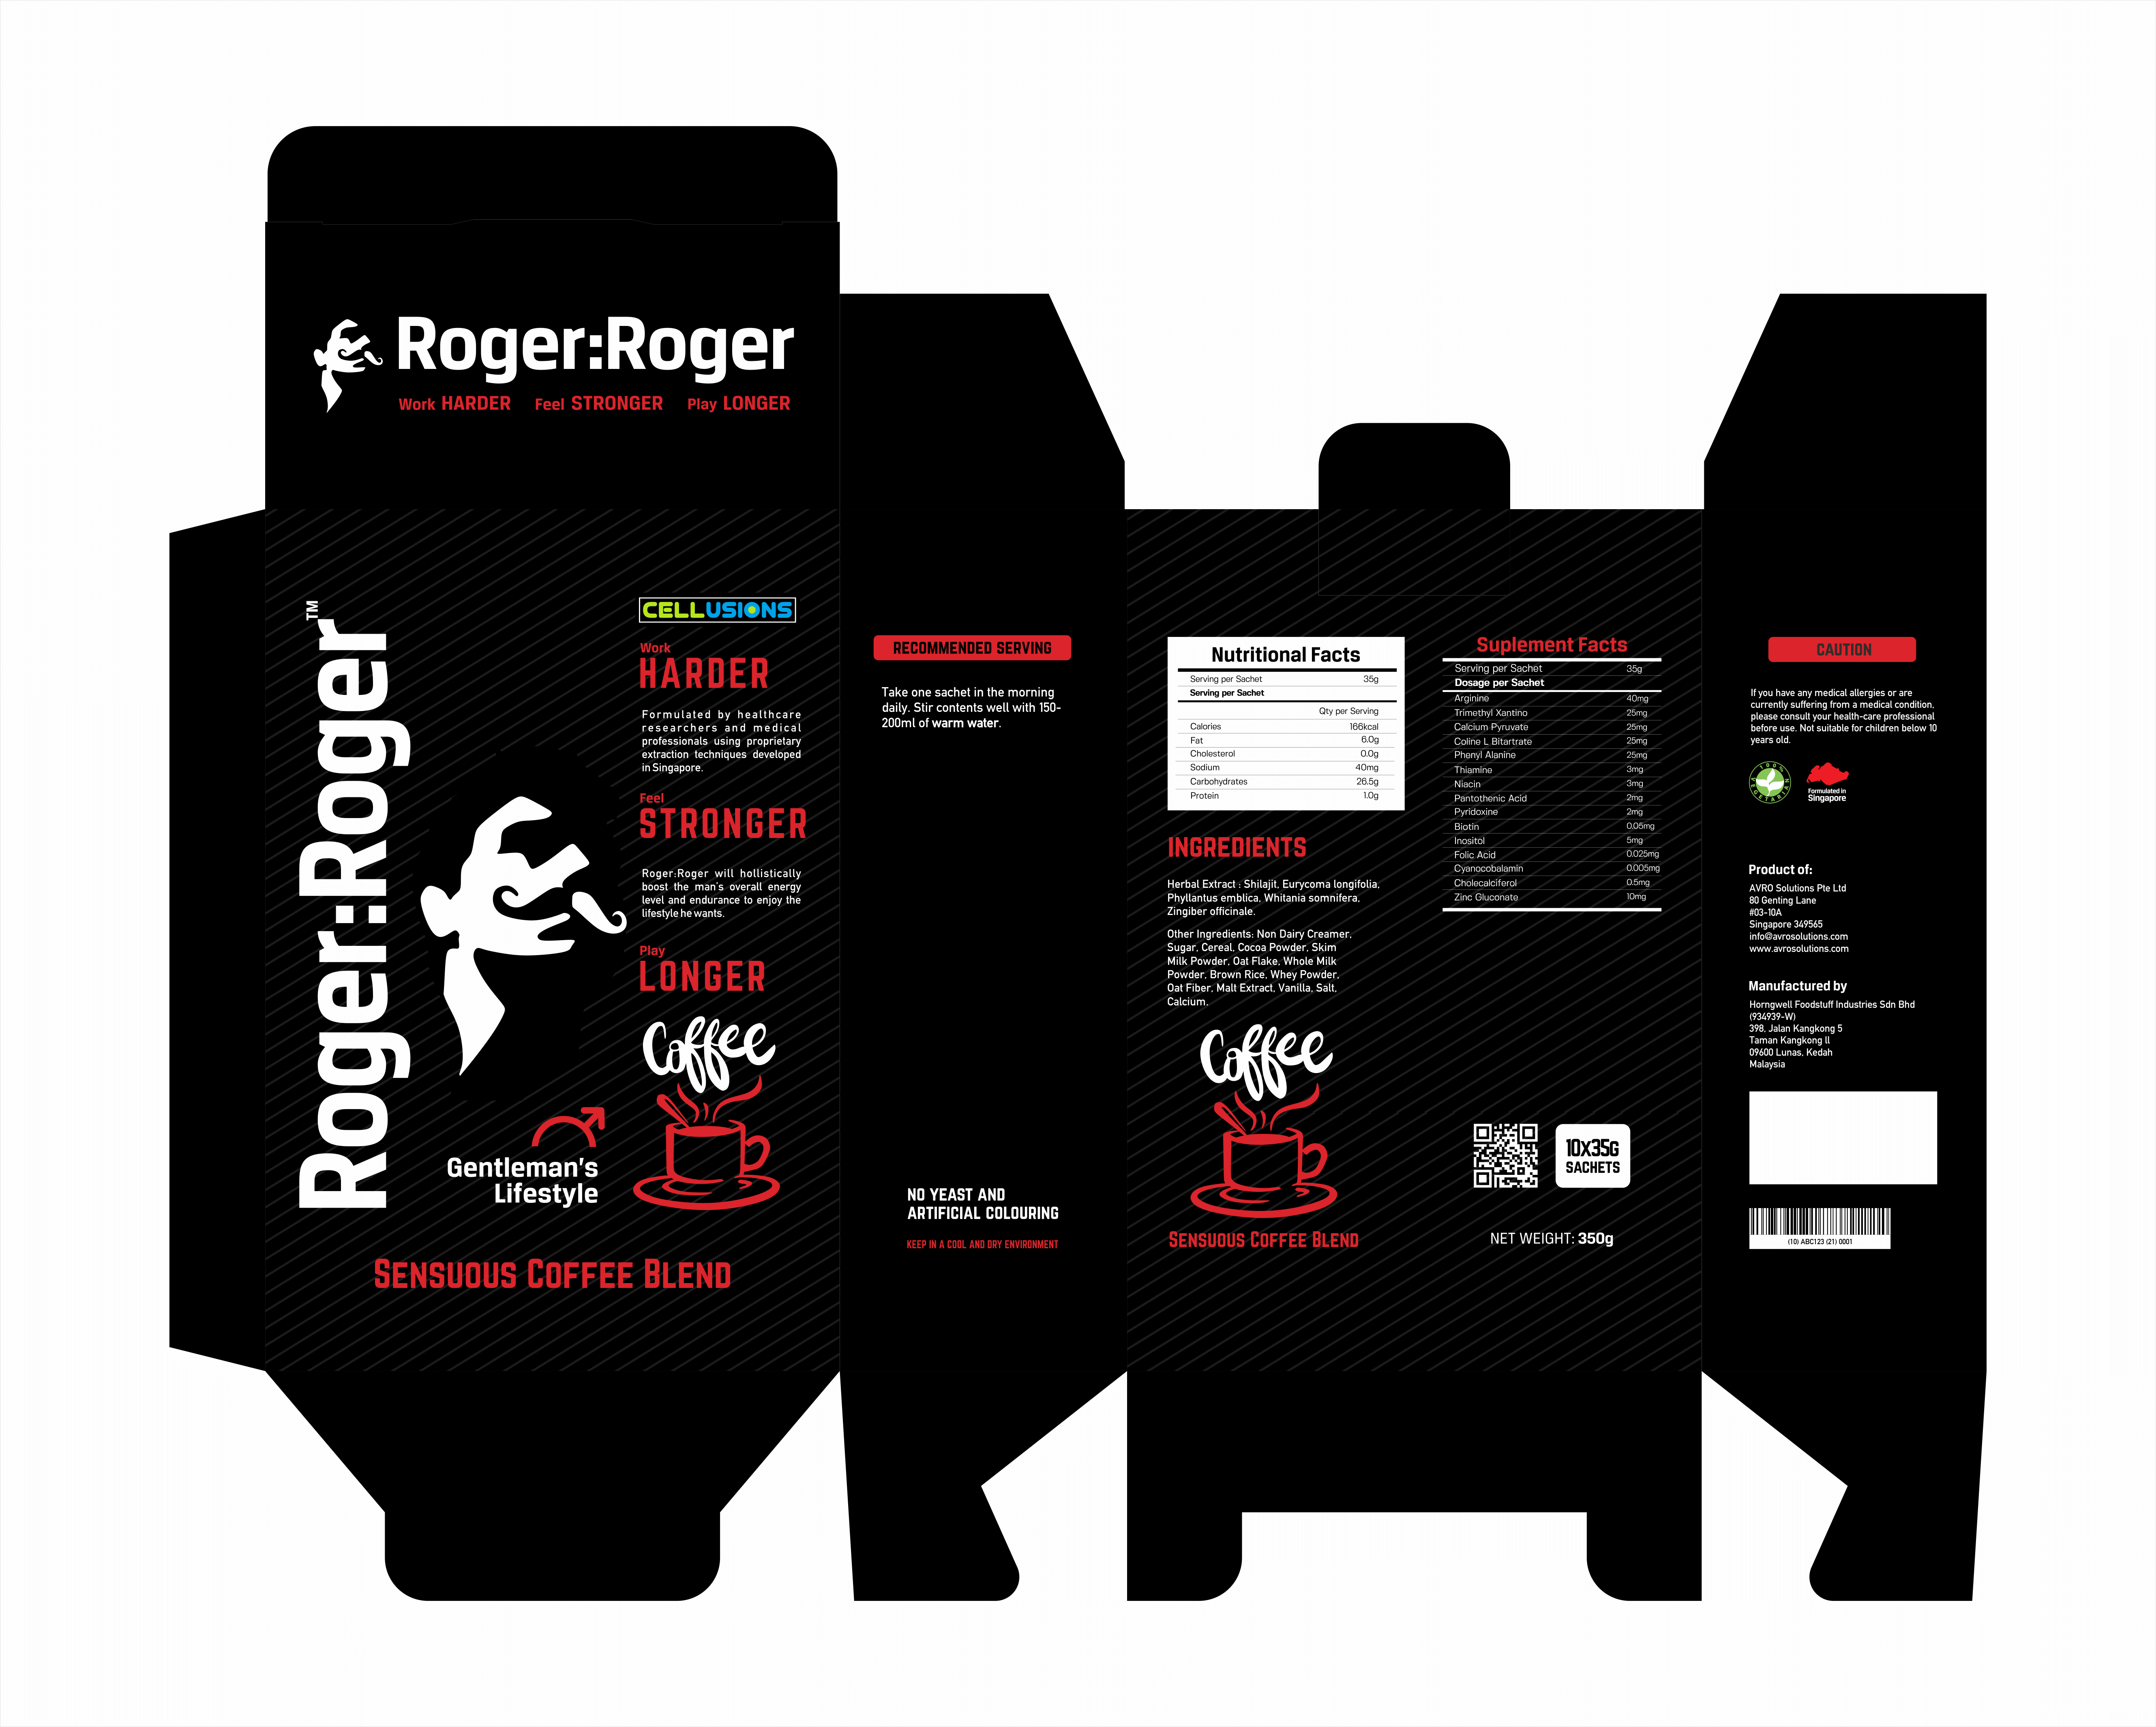 Roger:Roger
Work HARDER Feel STRONGER Play LONGER
Roger:Roger™
CELLUSIONS
Work
HARDER
Formulated by healthcare
researchers and medical
professionals using proprietary
extraction techniques developed
in Singapore.
Feel
STRONGER
Roger:Roger will hollistically
boost the man's overall energy
level and endurance to enjoy the
lifestyle he wants.
Play
LONGER
Coffee
Gentleman's
Lifestyle
SENSUOUS COFFEE BLEND
RECOMMENDED SERVING
Take one sachet in the morning
daily. Stir contents well with 150-
200ml of warm water.
NO YEAST AND
ARTIFICIAL COLOURING
KEEP IN A COOL AND DRY ENVIRONMENT
Nutritional Facts
Serving per Sachet 35g
Serving per Sachet
Qty per Serving
Calories 166kcal
Fat 6.0g
Cholesterol 0.0g
Sodium 40mg
Carbohydrates 26.5g
Protein 1.0g
INGREDIENTS
Herbal Extract : Shilajit, Eurycoma longifolia,
Phyllantus emblica, Whitania somnifera,
Zingiber officinale.
Other Ingredients: Non Dairy Creamer,
Sugar, Cereal, Cocoa Powder, Skim
Milk Powder, Oat Flake, Whole Milk
Powder, Brown Rice, Whey Powder,
Oat Fiber, Malt Extract, Vanilla, Salt,
Calcium.
Coffee
SENSUOUS COFFEE BLEND
Suplement Facts
Serving per Sachet 35g
Dosage per Sachet
Arginine 40mg
Trimethyl Xantino 25mg
Calcium Pyruvate 25mg
Coline L Bitartrate 25mg
Phenyl Alanine 25mg
Thiamine 3mg
Niacin 3mg
Pantothenic Acid 2mg
Pyridoxine 2mg
Biotin 0.05mg
Inositol 5mg
Folic Acid 0.025mg
Cyanocobalamin 0.005mg
Cholecalciferol 0.5mg
Zinc Gluconate 10mg
10X35G
SACHETS
NET WEIGHT: 350g
CAUTION
If you have any medical allergies or are
currently suffering from a medical condition,
please consult your health-care professional
before use. Not suitable for children below 10
years old.
100%
VEGETARIAN
Formulated in
Singapore
Product of:
AVRO Solutions Pte Ltd
80 Genting Lane
#03-10A
Singapore 349565
info@avrosolutions.com
www.avrosolutions.com
Manufactured by
Horngwell Foodstuff Industries Sdn Bhd
(934939-W)
398, Jalan Kangkong 5
Taman Kangkong ll
09600 Lunas, Kedah
Malaysia
(10) ABC123 (21) 0001